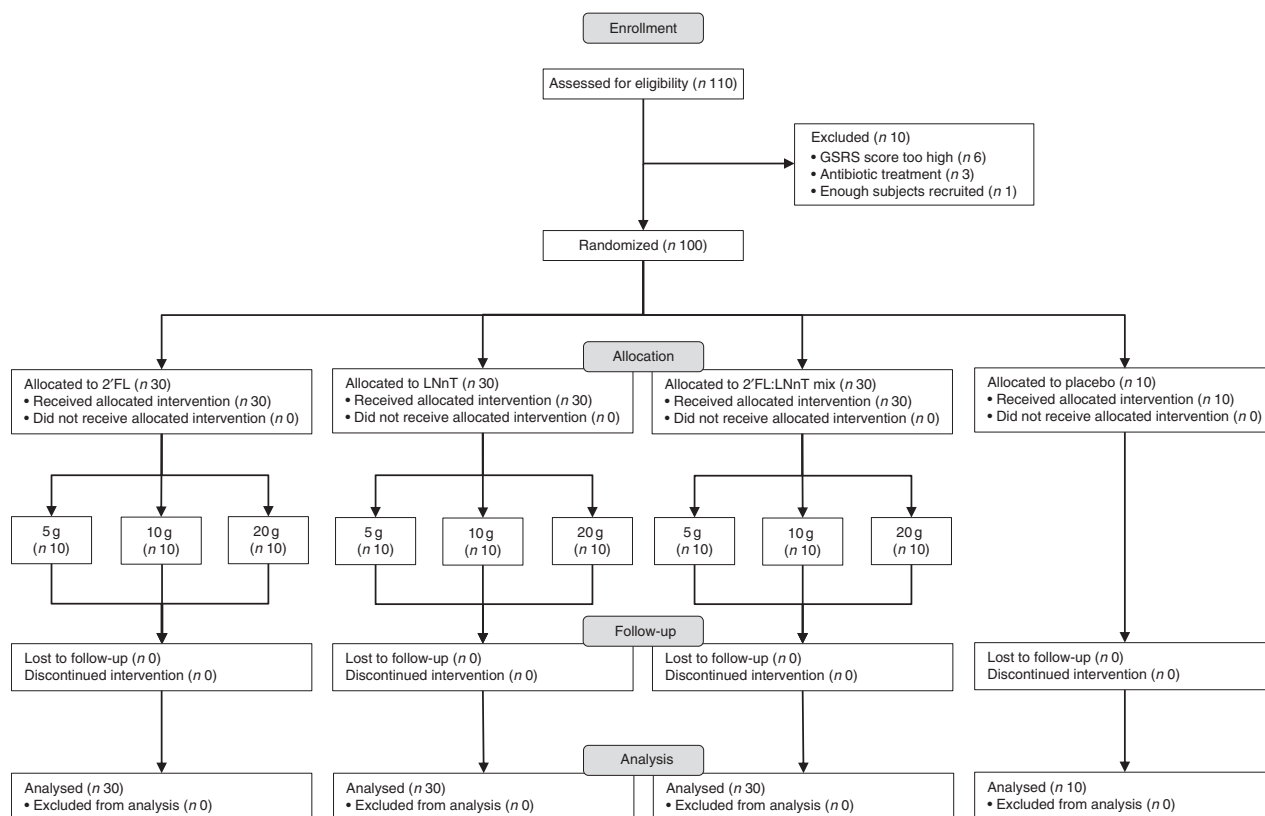 Enrollment
Assessed for eligibility (n 110)
Excluded (n 10)
• GSRS score too high (n 6)
• Antibiotic treatment (n 3)
• Enough subjects recruited (n 1)
Randomized (n 100)
Allocation
Allocated to 2′FL (n 30)
• Received allocated intervention (n 30)
• Did not receive allocated intervention (n 0)
Allocated to LNnT (n 30)
• Received allocated intervention (n 30)
• Did not receive allocated intervention (n 0)
Allocated to 2′FL:LNnT mix (n 30)
• Received allocated intervention (n 30)
• Did not receive allocated intervention (n 0)
Allocated to placebo (n 10)
• Received allocated intervention (n 10)
• Did not receive allocated intervention (n 0)
5 g
(n 10)
10 g
(n 10)
20 g
(n 10)
5 g
(n 10)
10 g
(n 10)
20 g
(n 10)
5 g
(n 10)
10 g
(n 10)
20 g
(n 10)
Follow-up
Lost to follow-up (n 0)
Discontinued intervention (n 0)
Lost to follow-up (n 0)
Discontinued intervention (n 0)
Lost to follow-up (n 0)
Discontinued intervention (n 0)
Lost to follow-up (n 0)
Discontinued intervention (n 0)
Analysis
Analysed (n 30)
• Excluded from analysis (n 0)
Analysed (n 30)
• Excluded from analysis (n 0)
Analysed (n 30)
• Excluded from analysis (n 0)
Analysed (n 10)
• Excluded from analysis (n 0)